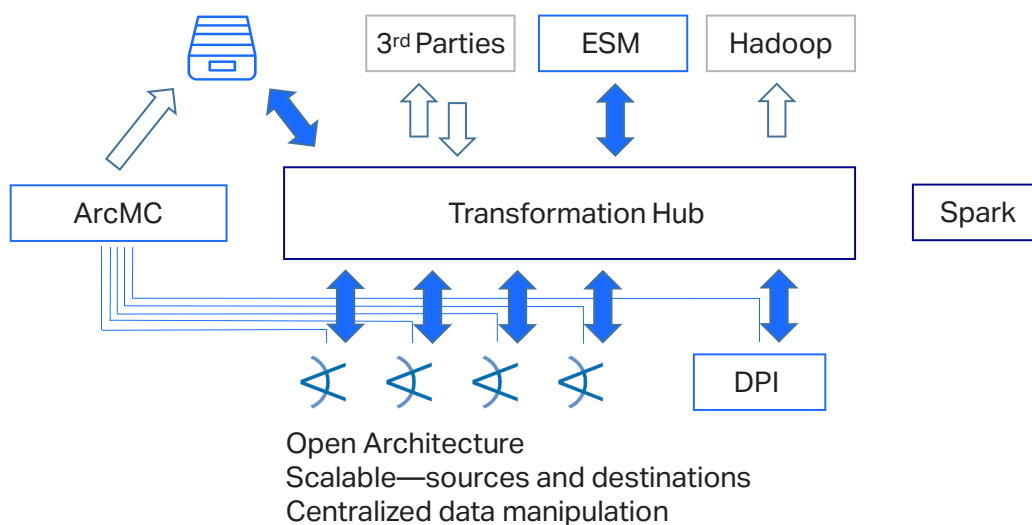 3rd Parties
ESM
Hadoop
ArcMC
Transformation Hub
Spark
DPI
Open Architecture
Scalable—sources and destinations
Centralized data manipulation